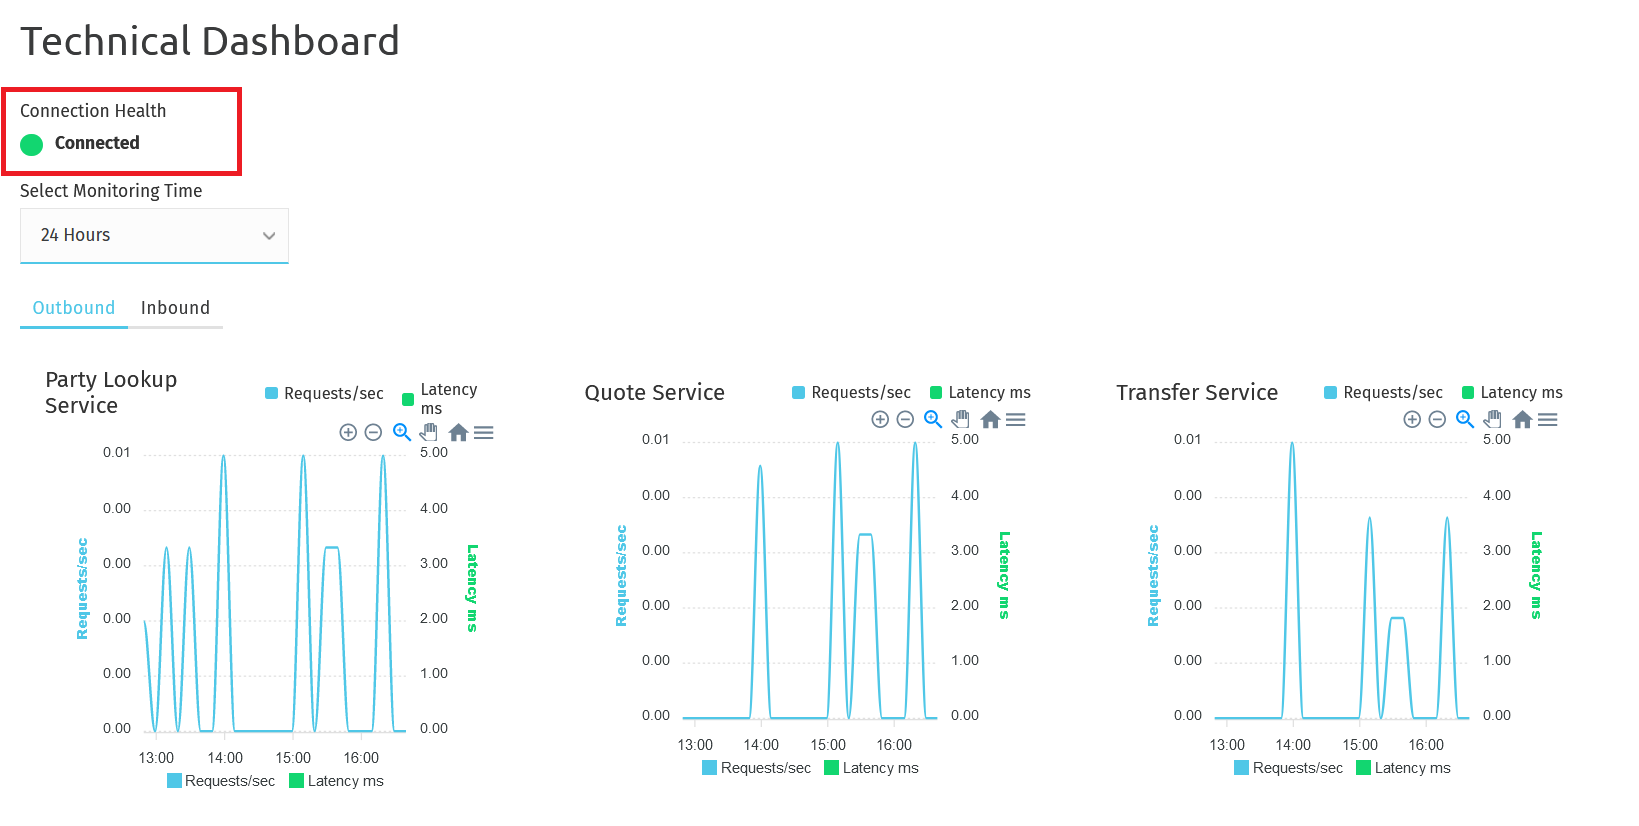 Technical Dashboard
Connection Health
Connected
Select Monitoring Time
24 Hours
Outbound
Inbound
Party Lookup
Service
Requests/sec
Latency
ms
0.01
0.00
0.00
0.00
0.00
0.00
Requests/sec
5.00
4.00
3.00
2.00
1.00
0.00
Latency ms
13:00
14:00
15:00
16:00
Requests/sec
Latency ms
Quote Service
Requests/sec
Latency ms
0.01
0.00
0.00
0.00
0.00
0.00
Requests/sec
5.00
4.00
3.00
2.00
1.00
0.00
Latency ms
13:00
14:00
15:00
16:00
Requests/sec
Latency ms
Transfer Service
Requests/sec
Latency ms
0.01
0.00
0.00
0.00
0.00
0.00
Requests/sec
5.00
4.00
3.00
2.00
1.00
0.00
Latency ms
13:00
14:00
15:00
16:00
Requests/sec
Latency ms